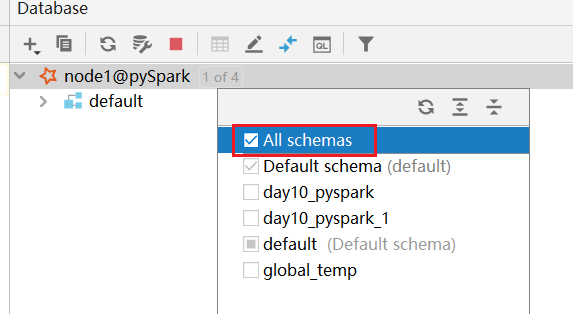 Database
QL
node1@pySpark 1 of 4
default
All schemas
Default schema (default)
day10_pyspark
day10_pyspark_1
default (Default schema)
global_temp